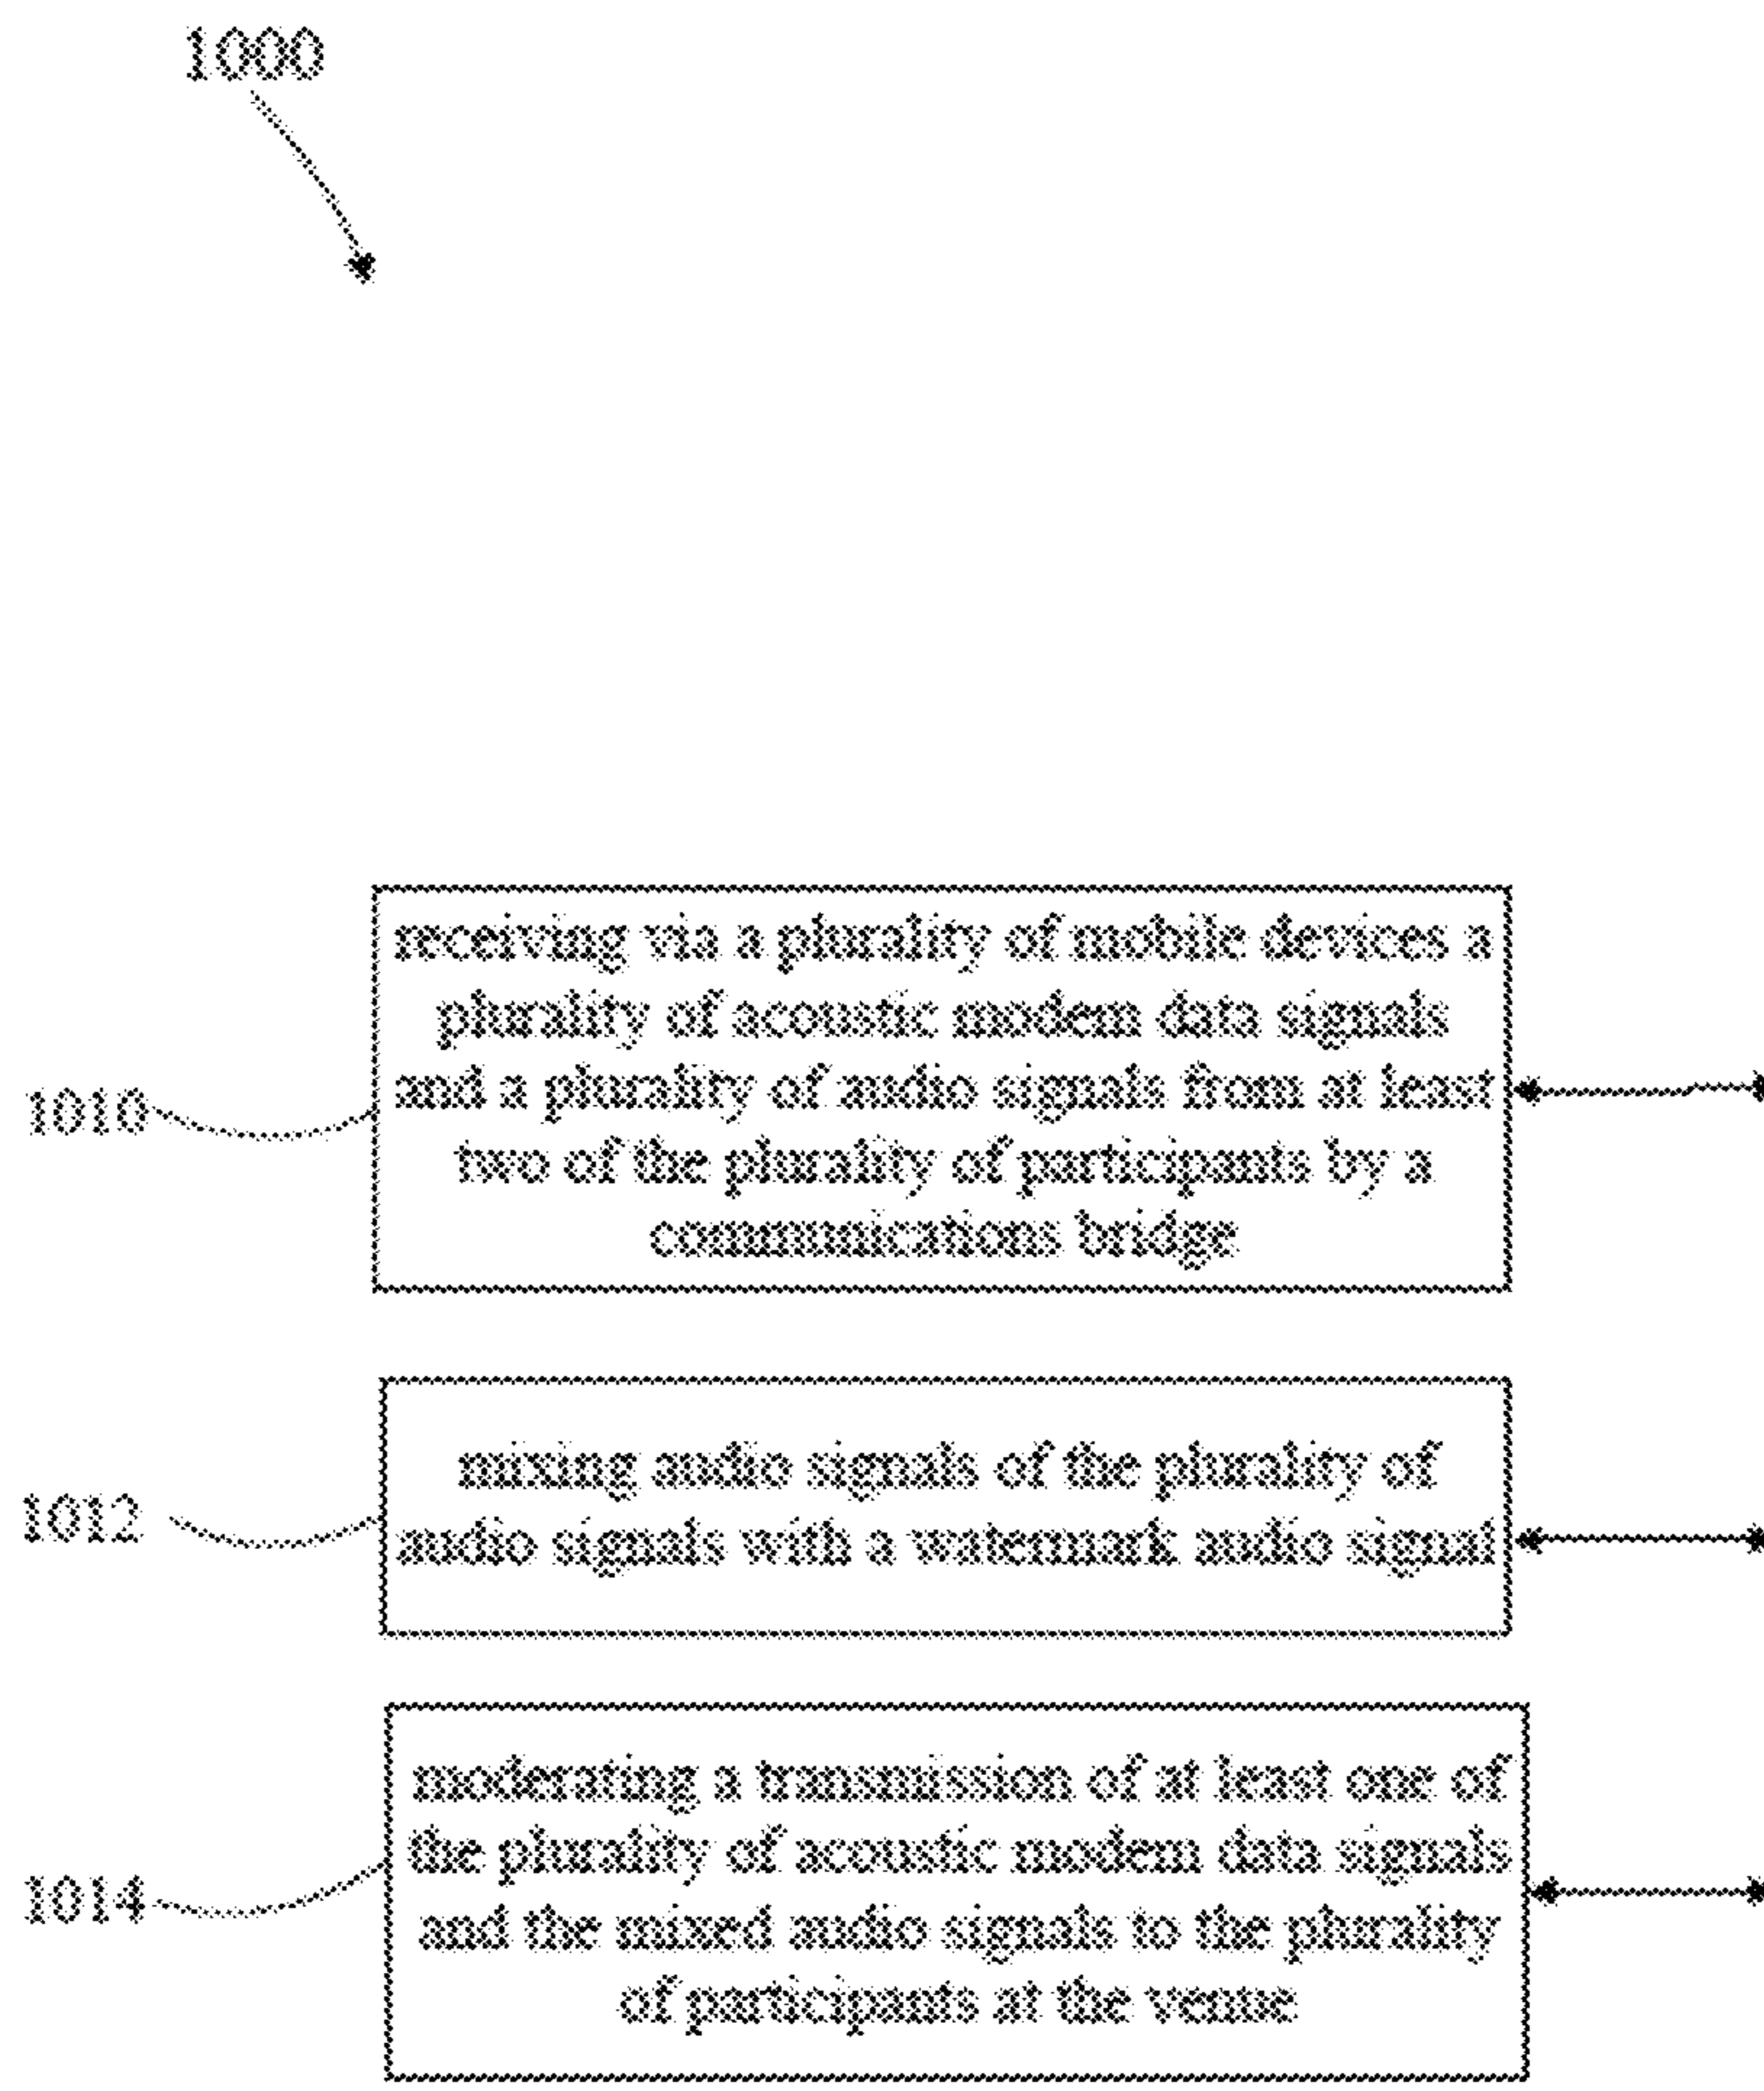 1000
receiving via a plurality of mobile devices a
plurality of acoustic modem data signals
and a plurality of audio signals from at least
two of the plurality of participants by a
communications bridge
1010
mixing audio signals of the plurality of
audio signals with a watermark audio signal
1012
moderating a transmission of at least one of
the plurality of acoustic modem data signals
and the mixed audio signals to the plurality
of participants at the venue
1014